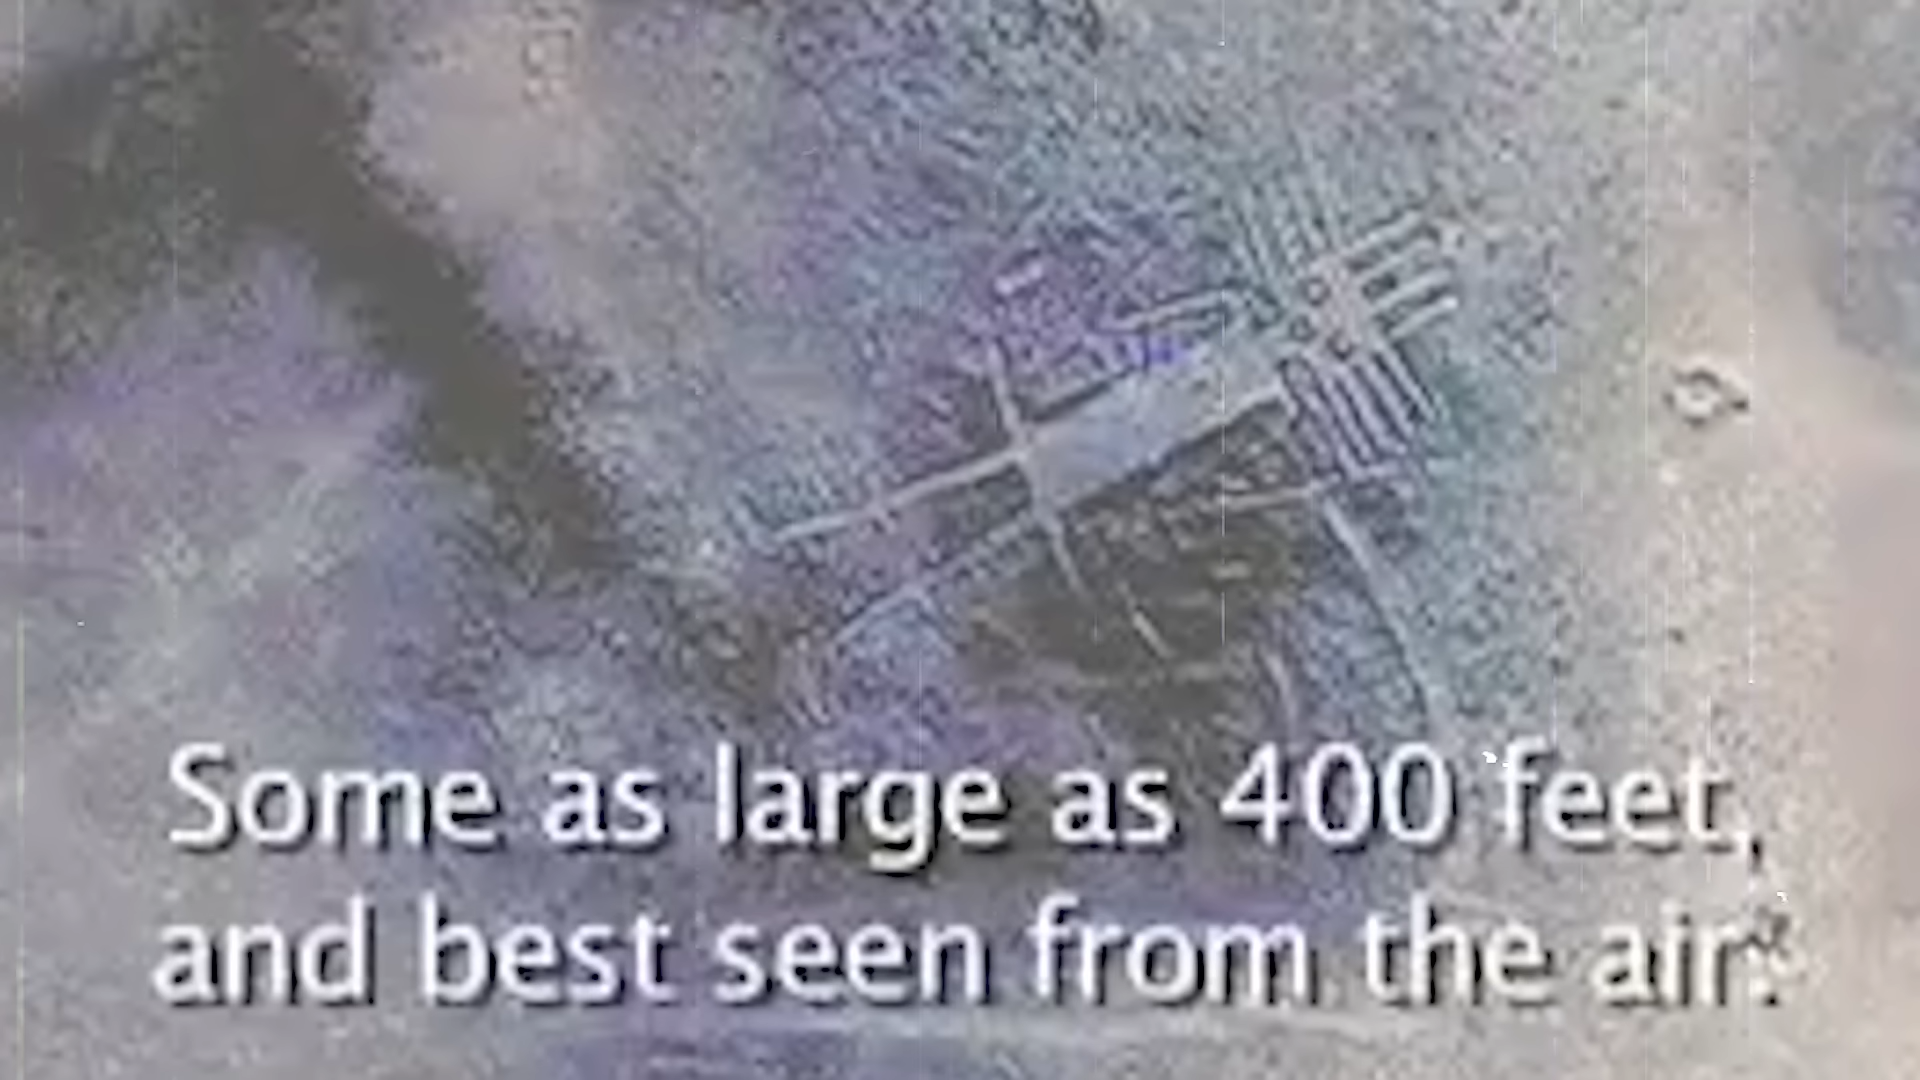 Some as large as 400 feet,
and best seen from the air.